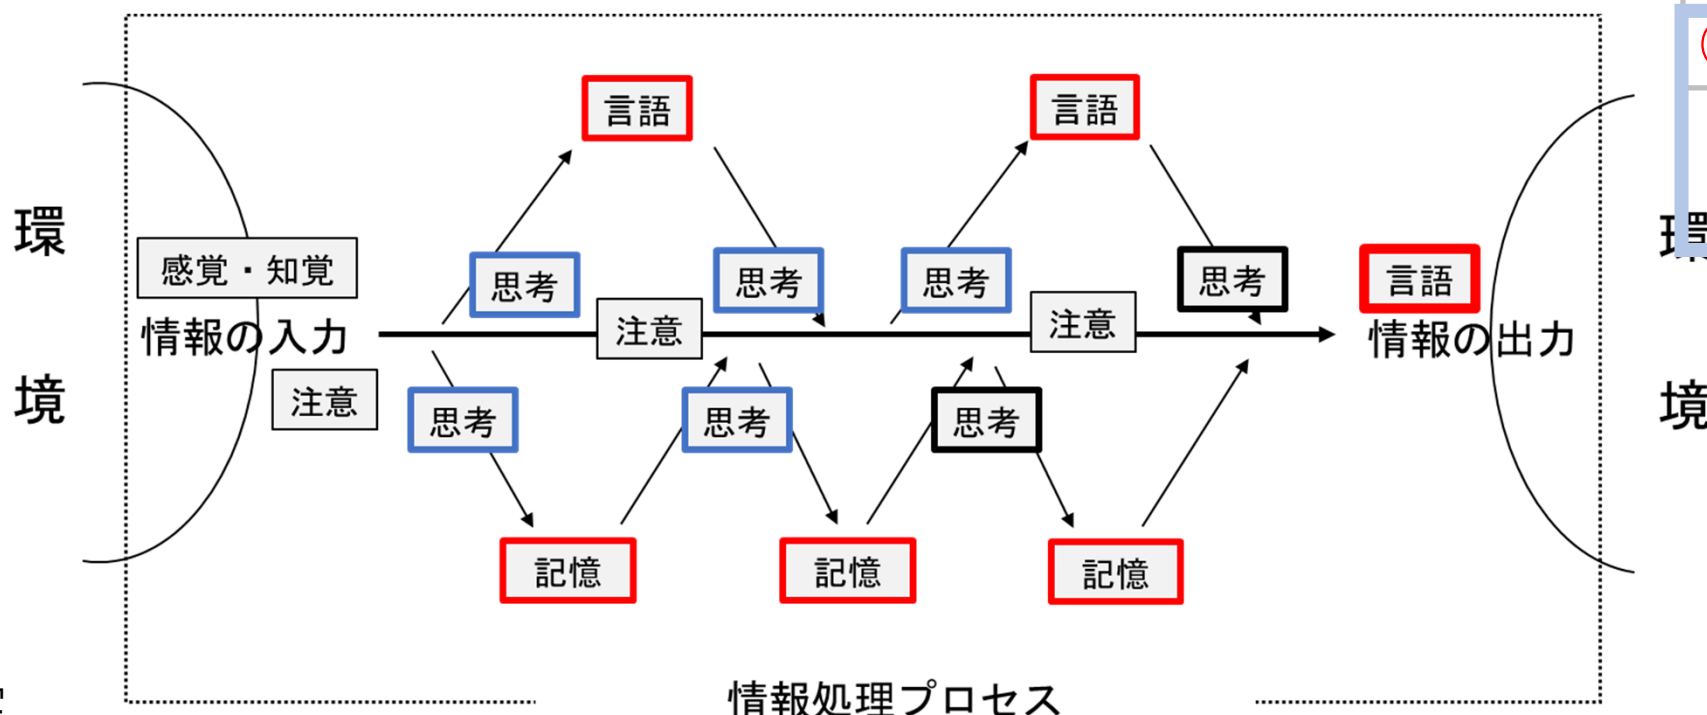 言語
言語
環
環
感覚・知覚
思考
思考
思考
思考
言語
注意
注意
情報の入力
情報の出力
境
境
注意
思考
思考
思考
記憶
記憶
記憶
情報処理プロセス